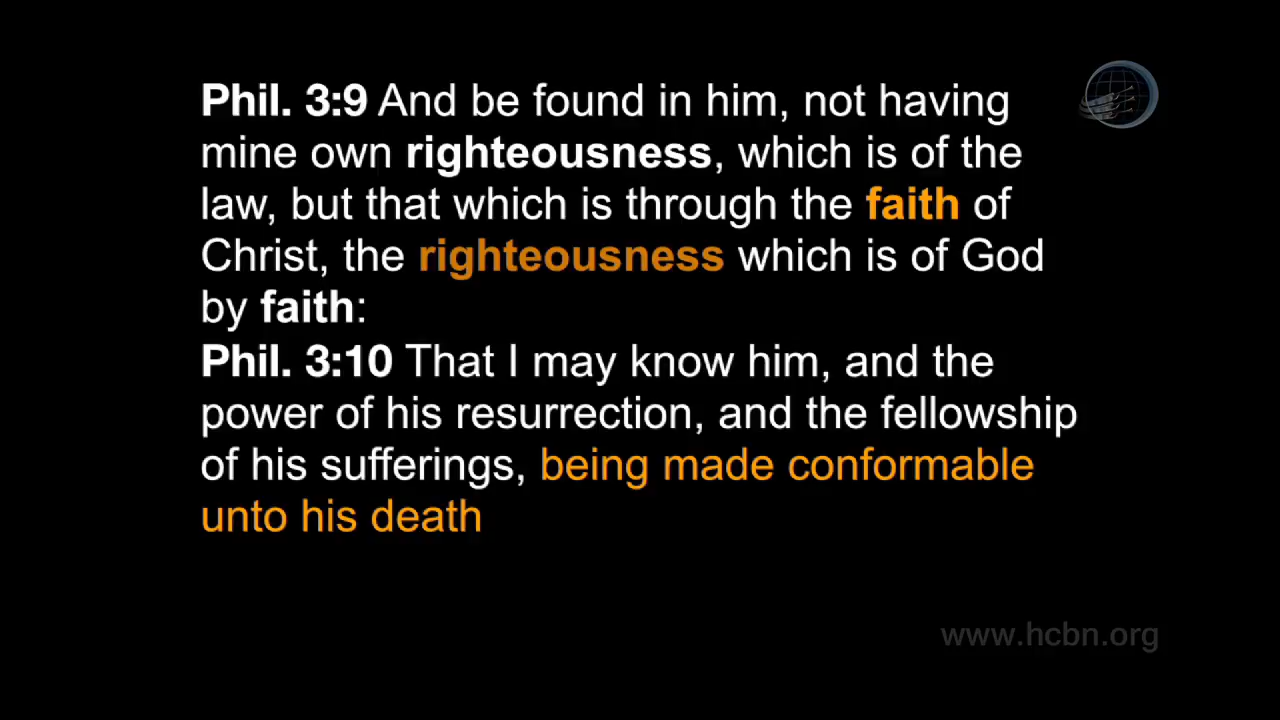 Phil. 3:9 And be found in him, not having
mine own righteousness, which is of the
law, but that which is through the faith of
Christ, the righteousness which is of God
by faith:
Phil. 3:10 That I may know him, and the
power of his resurrection, and the fellowship
of his sufferings, being made conformable
unto his death
www.hcbn.org